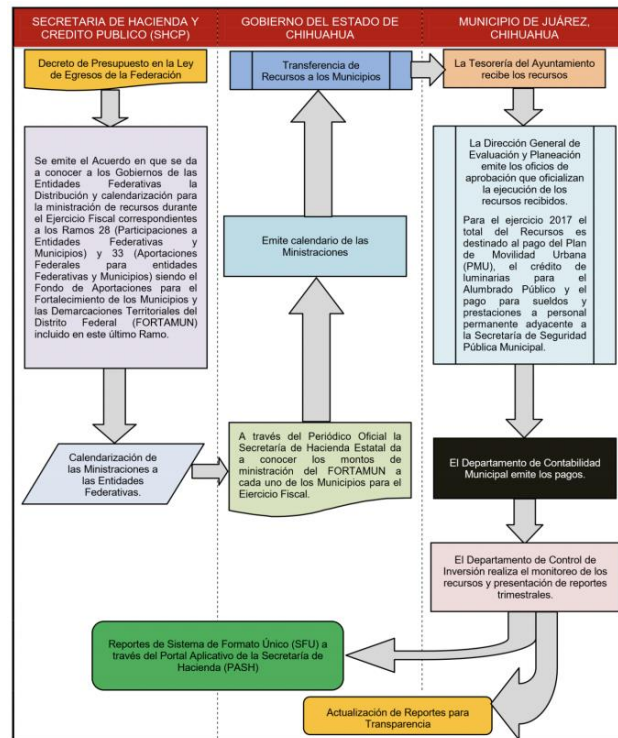 SECRETARIA DE HACIENDA Y
CREDITO PUBLICO (SHCP)
GOBIERNO DEL ESTADO DE
CHIHUAHUA
MUNICIPIO DE JUÁREZ,
CHIHUAHUA
Decreto de Presupuesto en la Ley
de Egresos de la Federación
Transferencia de
Recursos a los Municipios
La Tesorería del Ayuntamiento
recibe los recursos
Se emite el Acuerdo en que se da
a conocer a los Gobiernos de las
Entidades Federativas la
Distribución y calendarización para
la ministración de recursos durante
el Ejercicio Fiscal correspondientes
a los Ramos 28 (Participaciones a
Entidades Federativas y
Municipios) y 33 (Aportaciones
Federales para entidades
Federativas y Municipios) siendo el
Fondo de Aportaciones para el
Fortalecimiento de los Municipios y
las Demarcaciones Territoriales del
Distrito Federal (FORTAMUN)
incluido en este último Ramo.
Emite calendario de las
Ministraciones
La Dirección General de
Evaluación y Planeación
emite los oficios de
aprobación que oficializan
la ejecución de los
recursos recibidos.
Para el ejercicio 2017 el
total del Recursos es
destinado al pago del Plan
de Movilidad Urbana
(PMU), el crédito de
luminarias para el
Alumbrado Público y el
pago para sueldos y
prestaciones a personal
permanente adyacente a
la Secretaría de Seguridad
Pública Municipal.
Calendarización de
las Ministraciones a
las Entidades
Federativas.
A través del Periódico Oficial la
Secretaría de Hacienda Estatal da
a conocer los montos de
ministración del FORTAMUN a
cada uno de los Municipios para el
Ejercicio Fiscal.
El Departamento de Contabilidad
Municipal emite los pagos.
El Departamento de Control de
Inversión realiza el monitoreo de los
recursos y presentación de reportes
trimestrales.
Reportes de Sistema de Formato Único (SFU) a
través del Portal Aplicativo de la Secretaría de
Hacienda (PASH)
Actualización de Reportes para
Transparencia